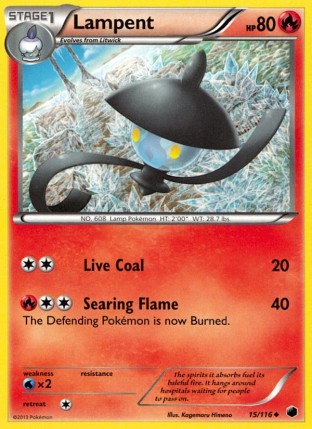 STAGE1
Lampent
HP80
Evolves from Litwick
NO. 608 Lamp Pokémon HT: 2'00" WT: 28.7 lbs.
Live Coal 20
Searing Flame 40
The Defending Pokémon is now Burned.
weakness resistance
×2
retreat
The spirits it absorbs fuel its
baleful fire. It hangs around
hospitals waiting for people
to pass on.
©2013 Pokémon
Illus. Kagemaru Himeno
15/116